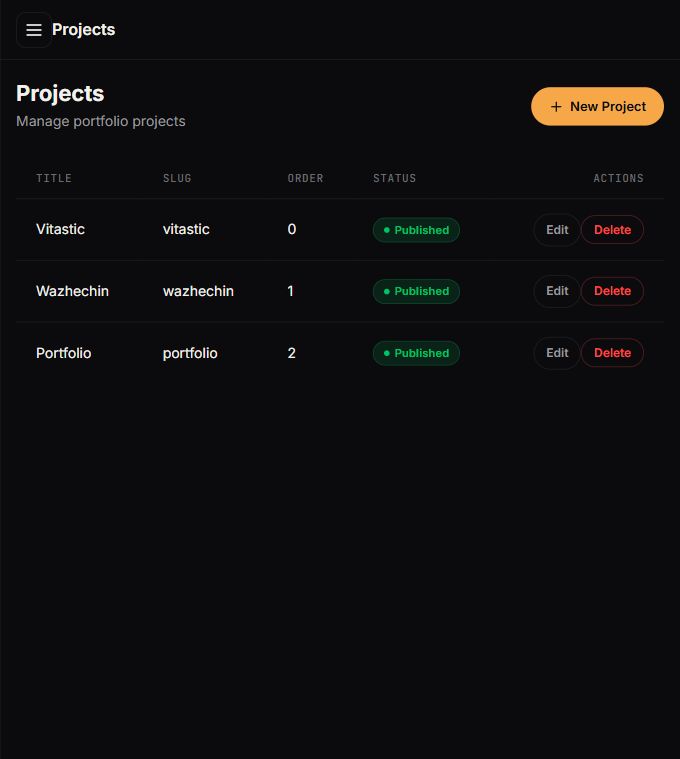 Projects
Projects
Manage portfolio projects
+ New Project
TITLE SLUG ORDER STATUS ACTIONS
Vitastic vitastic 0 Published Edit Delete
Wazhechin wazhechin 1 Published Edit Delete
Portfolio portfolio 2 Published Edit Delete